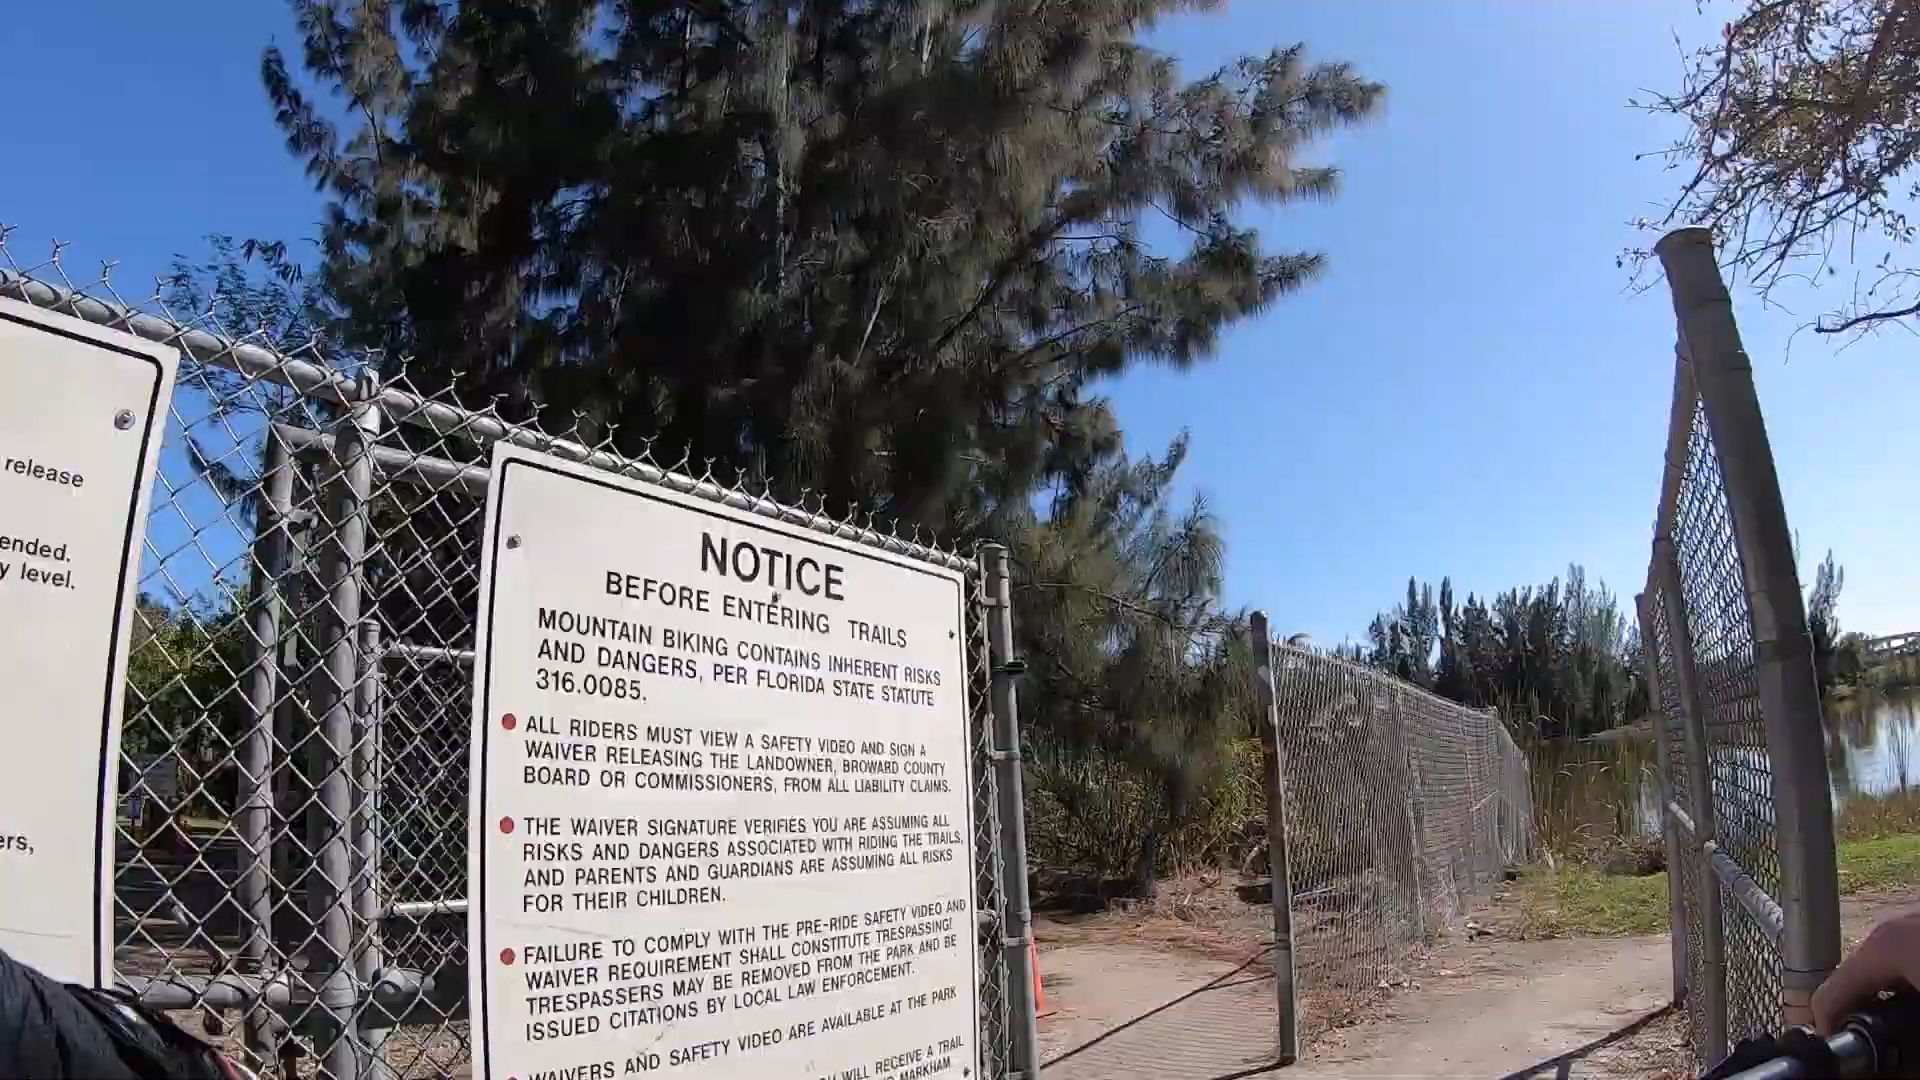 release
ended.
y level.
ers,
NOTICE
BEFORE ENTERING TRAILS
MOUNTAIN BIKING CONTAINS INHERENT RISKS
AND DANGERS, PER FLORIDA STATE STATUTE
316.0085.
ALL RIDERS MUST VIEW A SAFETY VIDEO AND SIGN A
WAIVER RELEASING THE LANDOWNER, BROWARD COUNTY
BOARD OR COMMISSIONERS, FROM ALL LIABILITY CLAIMS.
THE WAIVER SIGNATURE VERIFIES YOU ARE ASSUMING ALL
RISKS AND DANGERS ASSOCIATED WITH RIDING THE TRAILS,
AND PARENTS AND GUARDIANS ARE ASSUMING ALL RISKS
FOR THEIR CHILDREN.
FAILURE TO COMPLY WITH THE PRE-RIDE SAFETY VIDEO AND
WAIVER REQUIREMENT SHALL CONSTITUTE TRESPASSING!
TRESPASSERS MAY BE REMOVED FROM THE PARK AND BE
ISSUED CITATIONS BY LOCAL LAW ENFORCEMENT.
WAIVERS AND SAFETY VIDEO ARE AVAILABLE AT THE PARK
WILL RECEIVE A TRAIL
MARKHAM